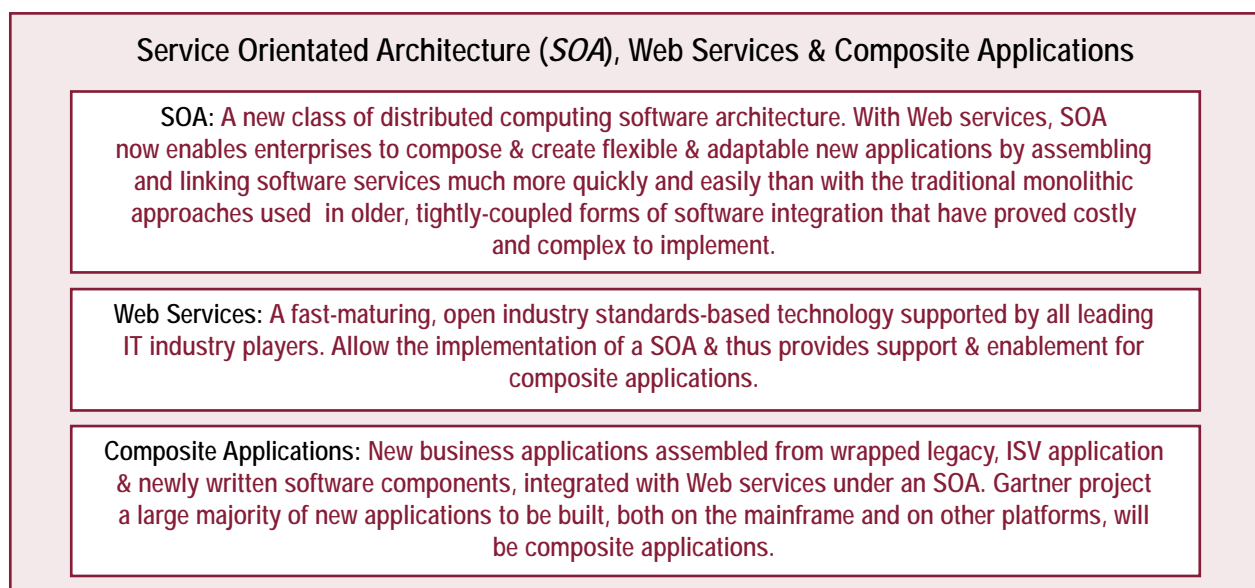 Service Orientated Architecture (SOA), Web Services & Composite Applications
SOA: A new class of distributed computing software architecture. With Web services, SOA
now enables enterprises to compose & create flexible & adaptable new applications by assembling
and linking software services much more quickly and easily than with the traditional monolithic
approaches used in older, tightly-coupled forms of software integration that have proved costly
and complex to implement.
Web Services: A fast-maturing, open industry standards-based technology supported by all leading
IT industry players. Allow the implementation of a SOA & thus provides support & enablement for
composite applications.
Composite Applications: New business applications assembled from wrapped legacy, ISV application
& newly written software components, integrated with Web services under an SOA. Gartner project
a large majority of new applications to be built, both on the mainframe and on other platforms, will
be composite applications.